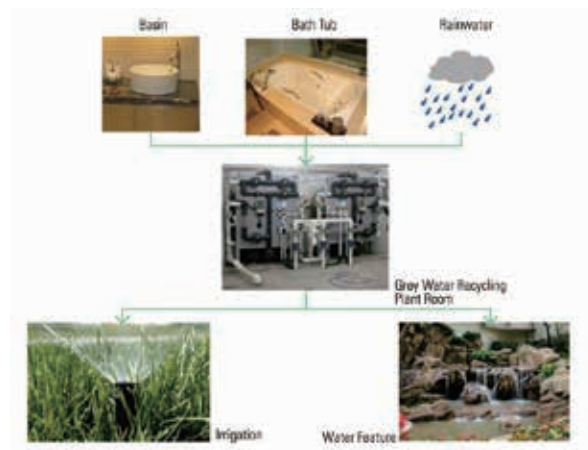 Basin
Bath Tub
Rainwater
Grey Water Recycling
Plant Room
Irrigation
Water Feature